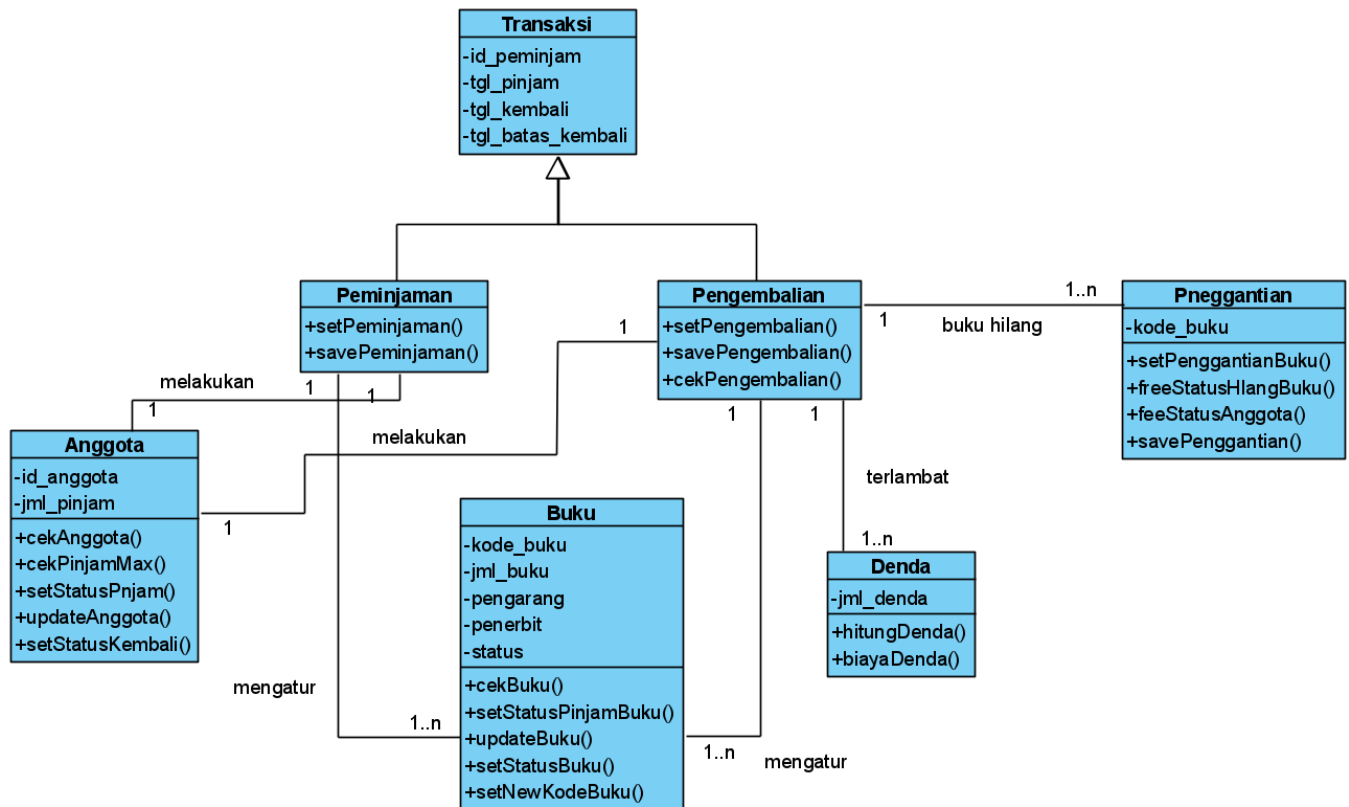 Transaksi
-id_peminjam
-tgl_pinjam
-tgl_kembali
-tgl_batas_kembali
Peminjaman
+setPeminjaman()
+savePeminjaman()
Pengembalian
+setPengembalian()
+savePengembalian()
+cekPengembalian()
1
1..n
buku hilang
Pneggantian
-kode_buku
+setPenggantianBuku()
+freeStatusHIangBuku()
+feeStatusAnggota()
+savePenggantian()
melakukan
1
1
1
1
melakukan
1
Anggota
-id_anggota
-jml_pinjam
+cekAnggota()
+cekPinjamMax()
+setStatusPnjam()
+updateAnggota()
+setStatusKembali()
1
1
terlambat
1..n
Denda
-jml_denda
+hitungDenda()
+biayaDenda()
Buku
-kode_buku
-jml_buku
-pengarang
-penerbit
-status
+cekBuku()
+setStatusPinjamBuku()
+updateBuku()
+setStatusBuku()
+setNewKodeBuku()
mengatur
1..n
1..n
mengatur